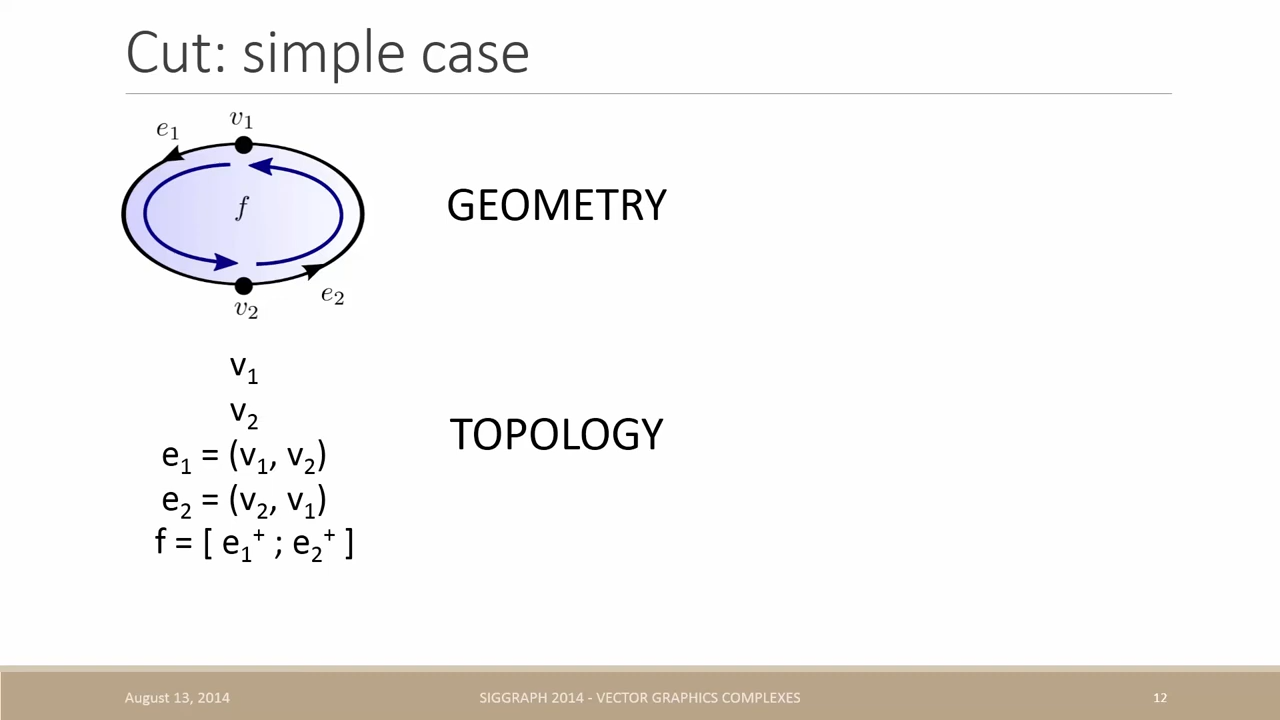 Cut: simple case
v₁
e₁
f
e₂
v₂
GEOMETRY
v₁
v₂
e₁ = (v₁, v₂)
e₂ = (v₂, v₁)
f = [ e₁⁺ ; e₂⁺ ]
TOPOLOGY
August 13, 2014
SIGGRAPH 2014 - VECTOR GRAPHICS COMPLEXES
12